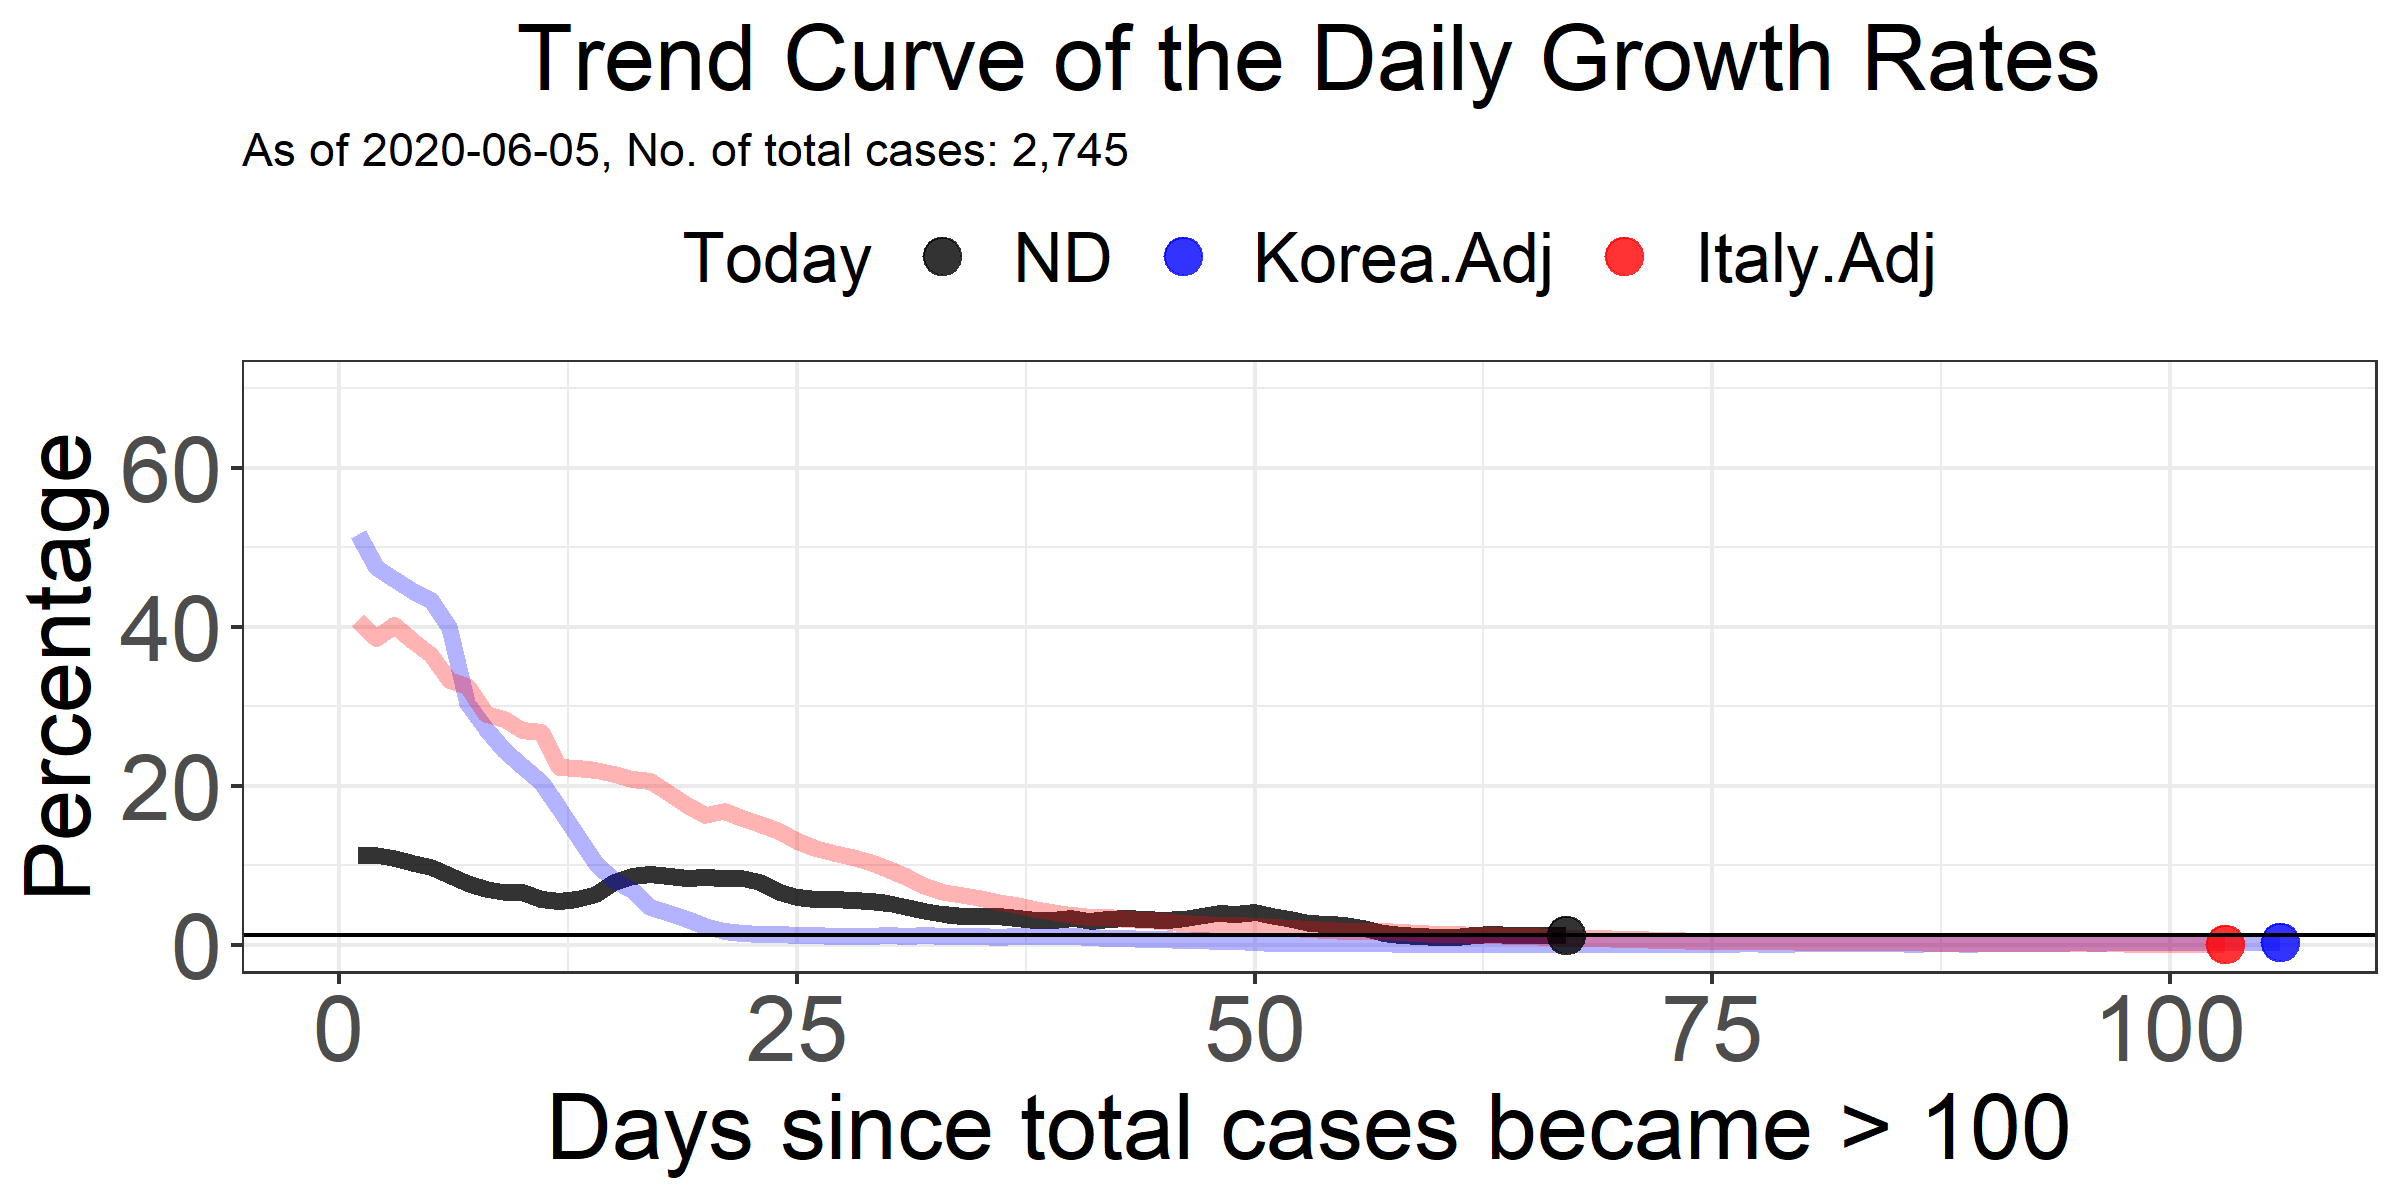 Trend Curve of the Daily Growth Rates
As of 2020-06-05, No. of total cases: 2,745
Today ND Korea.Adj Italy.Adj
Percentage
60
40
20
0
0 25 50 75 100
Days since total cases became > 100